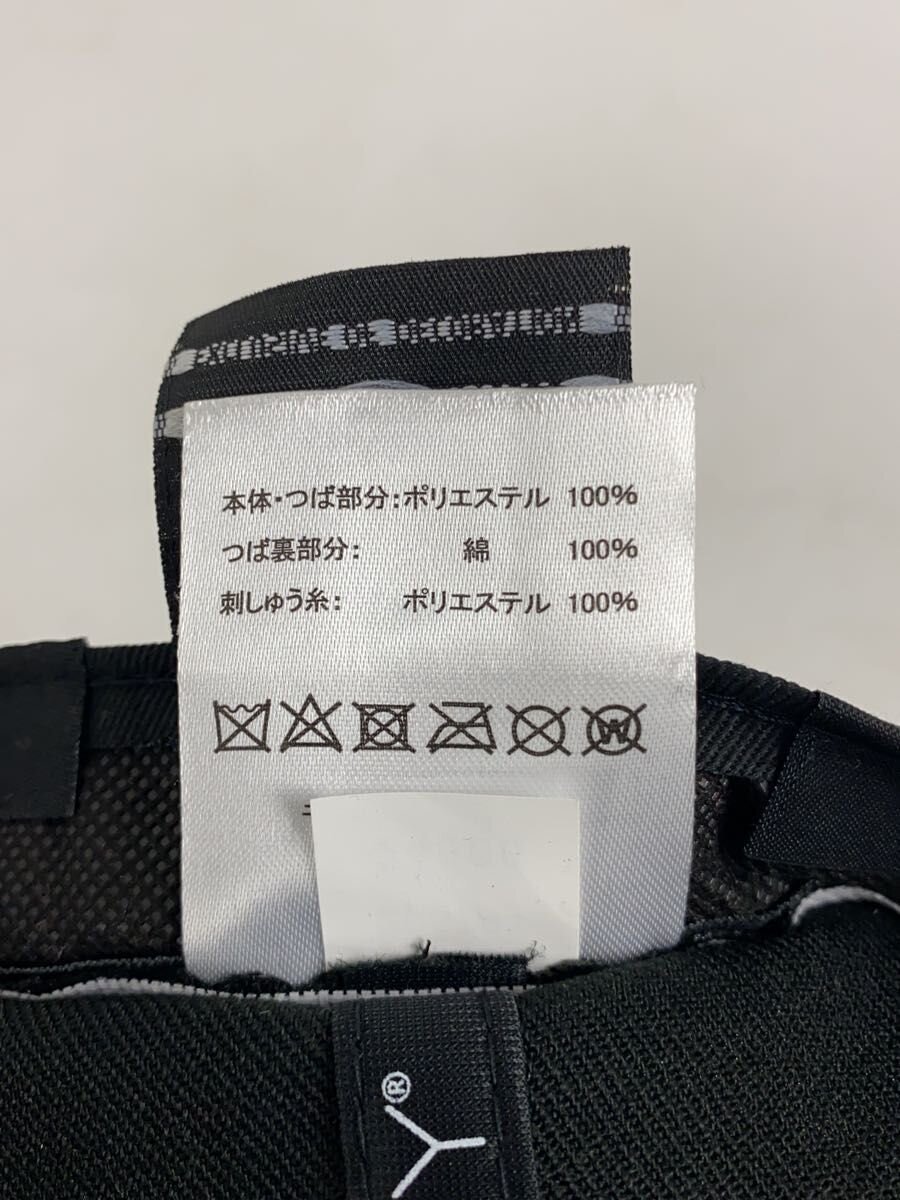 本体・つば部分：ポリエステル 100%
つば裏部分： 綿 100%
刺しゅう糸： ポリエステル 100%
W
® Y